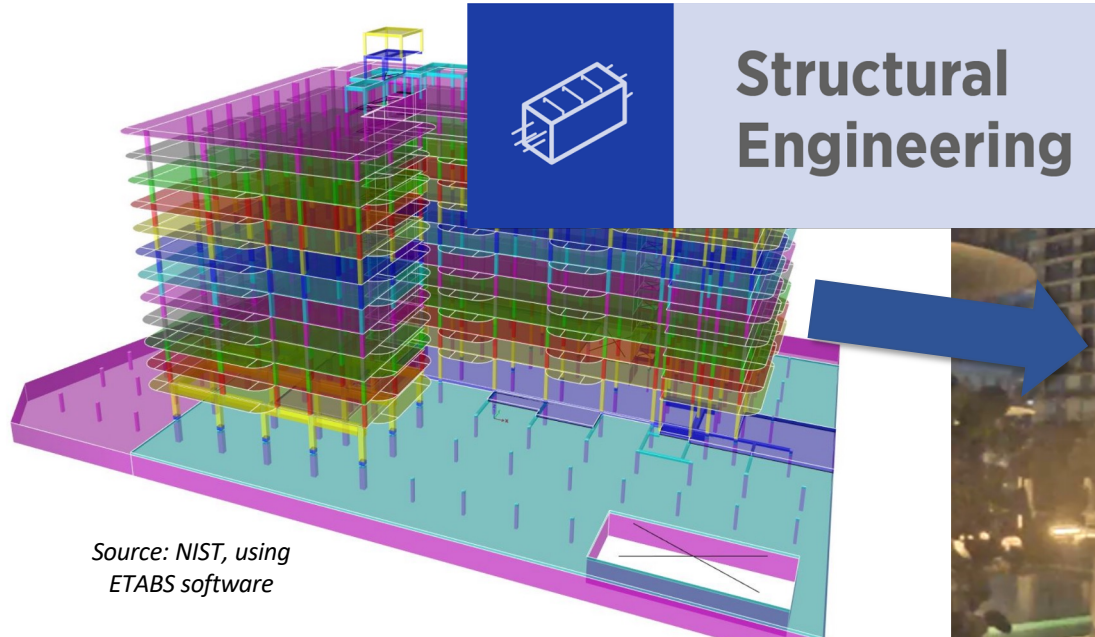 Structural
Engineering
Source: NIST, using
ETABS software